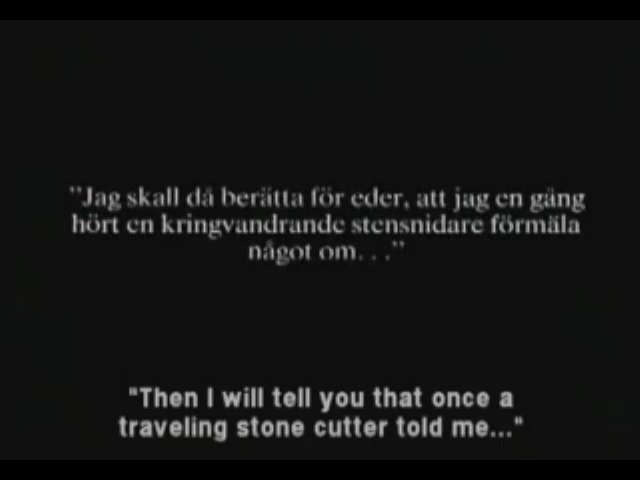 "Jag skall då berätta för eder, att jag en gång
hört en kringvandrande stensnidare förmäla
något om. . ."
"Then I will tell you that once a
traveling stone cutter told me..."